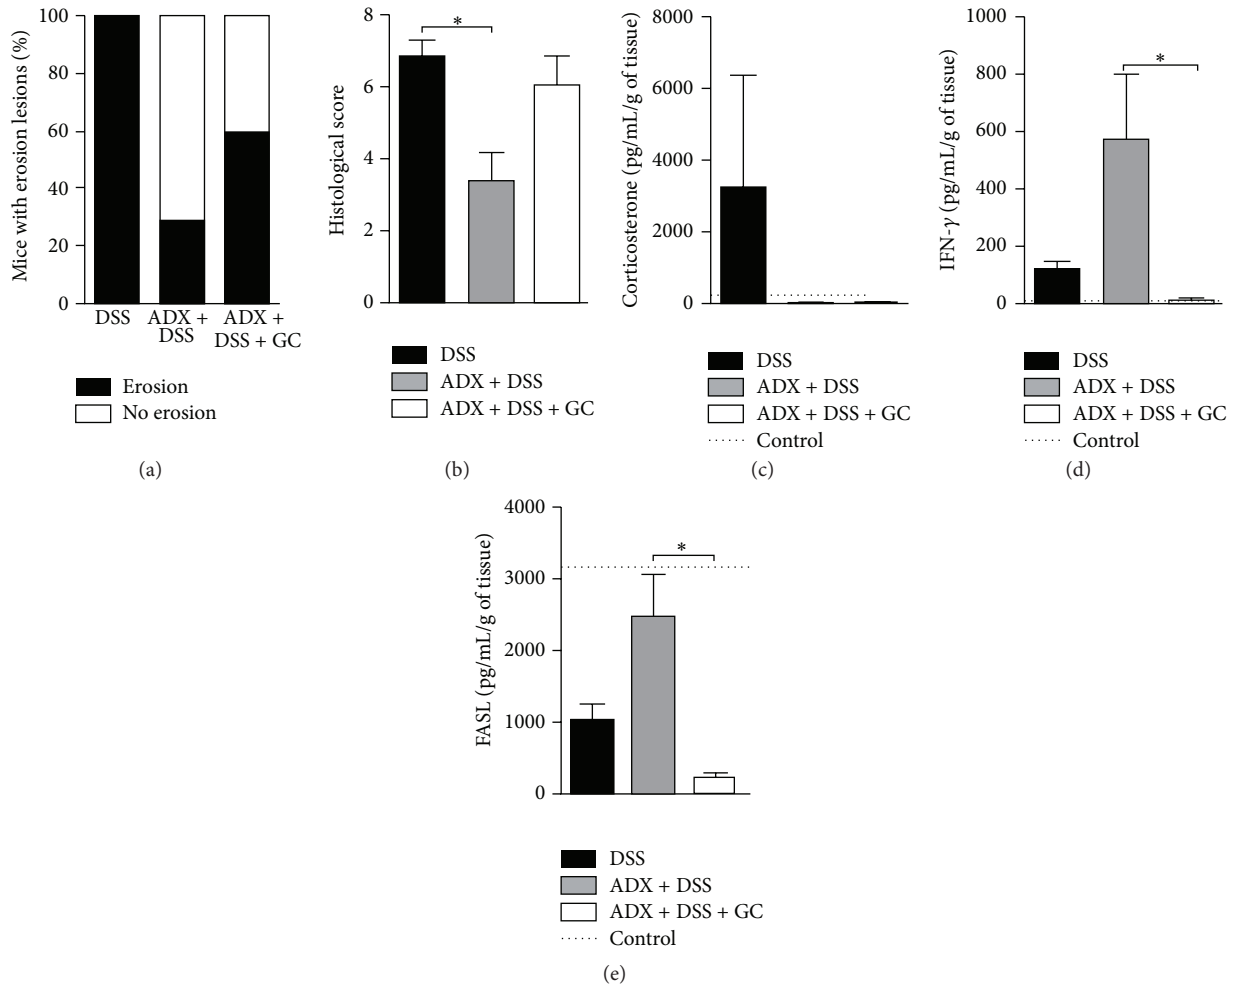 Mice with erosion lesions (%)
100
80
60
40
20
0
DSS
ADX +
DSS
ADX +
DSS + GC
Erosion
No erosion
(a)
Histological score
8
6
4
2
0
*
DSS
ADX + DSS
ADX + DSS + GC
(b)
Corticosterone (pg/mL/g of tissue)
8000
6000
4000
2000
0
DSS
ADX + DSS
ADX + DSS + GC
Control
(c)
IFN-γ (pg/mL/g of tissue)
1000
800
600
400
200
0
*
DSS
ADX + DSS
ADX + DSS + GC
Control
(d)
FASL (pg/mL/g of tissue)
4000
3000
2000
1000
0
*
DSS
ADX + DSS
ADX + DSS + GC
Control
(e)